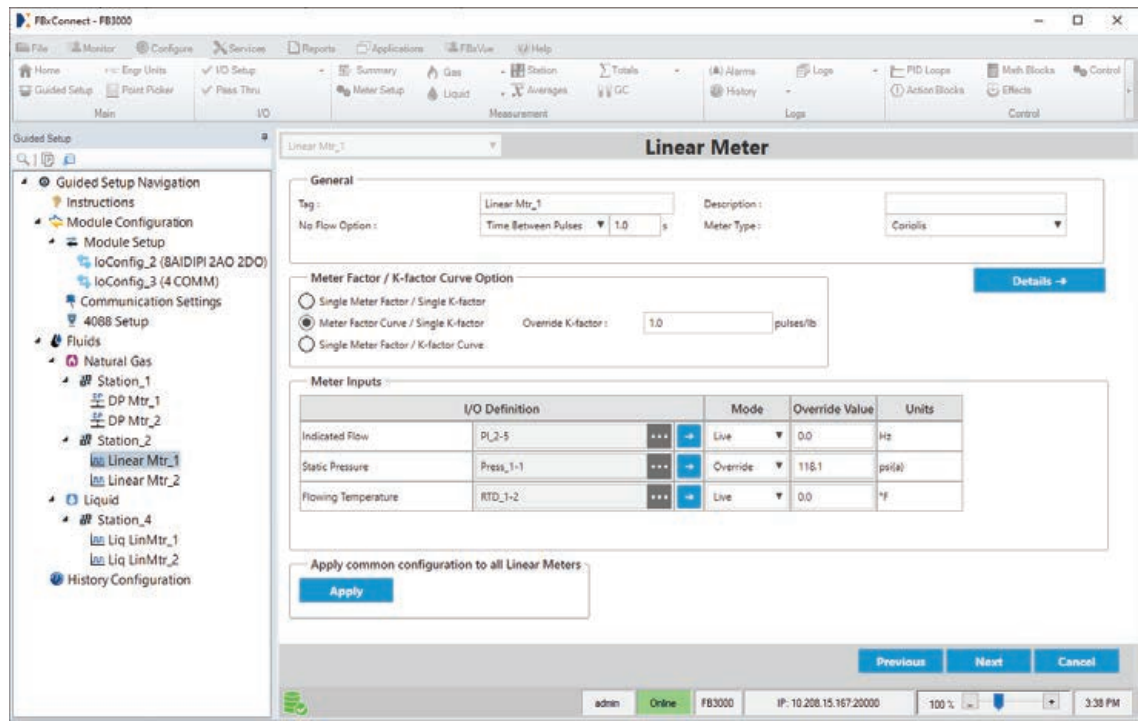 FBxConnect - FB3000
File Monitor Configure Services Reports Applications FBxVue Help
Home Engr Units I/O Setup Summary Gas Station Totals (A) Alarms Logs PID Loops Math Blocks Control
Guided Setup Point Picker Pass Thru Meter Setup Liquid Averages GC History Action Blocks Effects
Main I/O Measurement Logs Control
Guided Setup
Linear Mtr_1
Linear Meter
Guided Setup Navigation
Instructions
Module Configuration
Module Setup
IoConfig_2 (8AIDIPI 2AO 2DO)
IoConfig_3 (4 COMM)
Communication Settings
4088 Setup
Fluids
Natural Gas
Station_1
DP Mtr_1
DP Mtr_2
Station_2
Linear Mtr_1
Linear Mtr_2
Liquid
Station_4
Liq LinMtr_1
Liq LinMtr_2
History Configuration
General
Tag : Linear Mtr_1 Description :
No Flow Option : Time Between Pulses 1.0 s Meter Type : Coriolis
Details
Meter Factor / K-factor Curve Option
Single Meter Factor / Single K-factor
Meter Factor Curve / Single K-factor Override K-factor : 1.0 pulses/lb
Single Meter Factor / K-factor Curve
Meter Inputs
I/O Definition Mode Override Value Units
Indicated Flow PI_2-5 Live 0.0 Hz
Static Pressure Press_1-1 Override 118.1 psi(a)
Flowing Temperature RTD_1-2 Live 0.0 °F
Apply common configuration to all Linear Meters
Apply
Previous Next Cancel
admin Online FB3000 IP: 10.208.15.167:20000 100 % - + 3:38 PM